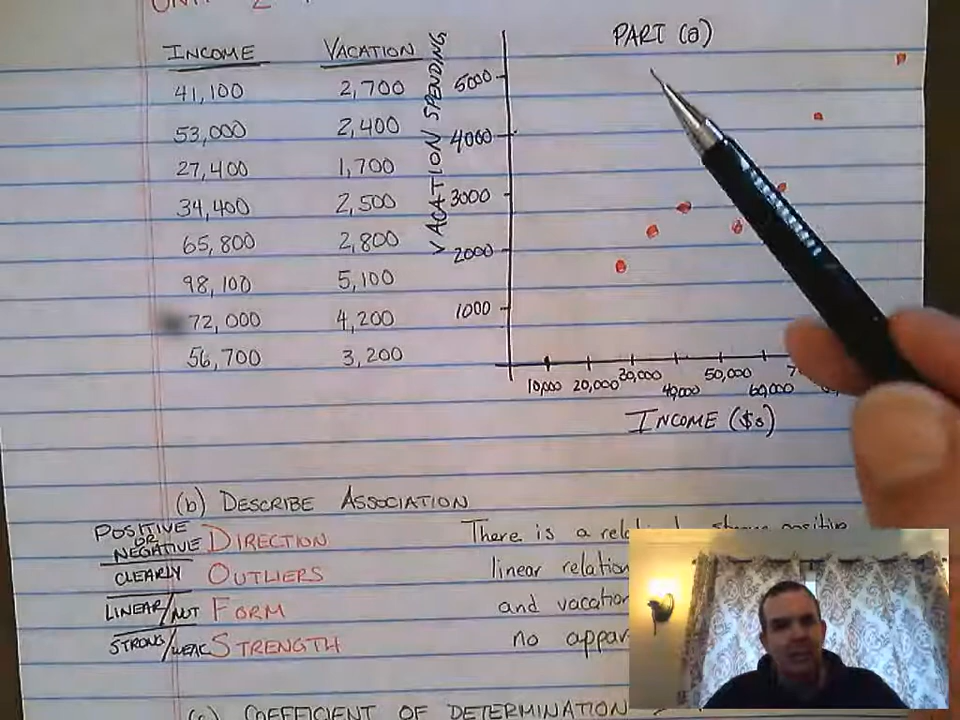 UNIT 2
PART (a)
INCOME VACATION
41,100 2,700
53,000 2,400
27,400 1,700
34,400 2,500
65,800 2,800
98,100 5,100
72,000 4,200
56,700 3,200
VACATION SPENDING
5000
4000
3000
2000
1000
10,000 20,000 30,000 40,000 50,000 60,000
INCOME ($s)
(b) DESCRIBE ASSOCIATION
POSITIVE OR NEGATIVE DIRECTION
CLEARLY OUTLIERS
LINEAR/NOT FORM
STRONG/WEAK STRENGTH
There is a
linear
and
no
(c) COEFFICIENT OF DETERMINATION